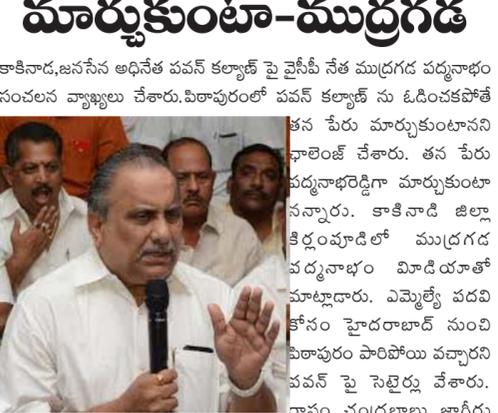 మార్చుకుంటా-ముద్రగడ
కాకినాడ,జనసేన అధినేత పవన్ కల్యాణ్ పై వైసీపీ నేత ముద్రగడ పద్మనాభం
సంచలన వ్యాఖ్యలు చేశారు.పిఠాపురంలో పవన్ కల్యాణ్ ను ఓడించకపోతే
తన పేరు మార్చుకుంటానని
ఛాలెంజ్ చేశారు. తన పేరు
పద్మనాభరెడ్డిగా మార్చుకుంటా
నన్నారు. కాకినాడి జిల్లా
కిర్లంపూడిలో ముద్రగడ
పద్మనాభం మీడియాతో
మాట్లాడారు. ఎమ్మెల్యే పదవి
కోసం హైదరాబాద్ నుంచి
పిఠాపురం పారిపోయి వచ్చారని
పవన్ పై సెటైర్లు వేశారు.
చంద్రబాబు